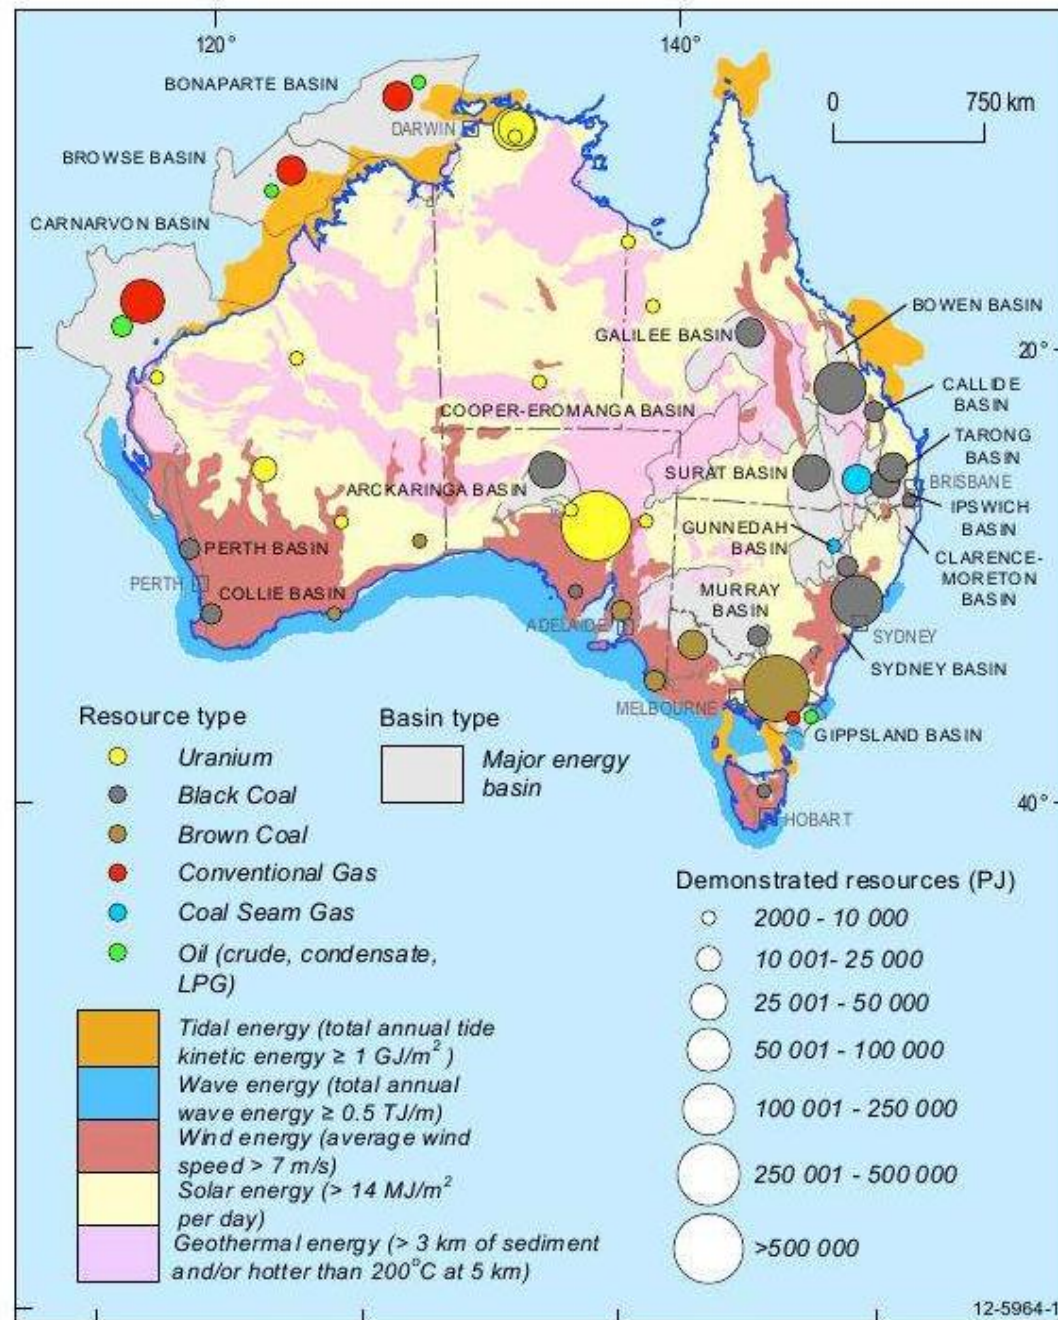 120°
140°
BONAPARTE BASIN
0
750 km
DARWIN
BROWSE BASIN
CARNARVON BASIN
BOWEN BASIN
GALILEE BASIN
20°
CALLIDE
BASIN
COOPER-EROMANGA BASIN
TARONG
BASIN
SURAT BASIN
BRISBANE
ARCKARINGA BASIN
IPSWICH
BASIN
GUNNEDAH
BASIN
PERTH BASIN
CLARENCE-
MORETON
BASIN
PERTH
COLLIE BASIN
MURRAY
BASIN
ADELAIDE
SYDNEY
SYDNEY BASIN
MELBOURNE
GIPPSLAND BASIN
HOBART
40°
Resource type
Uranium
Black Coal
Brown Coal
Conventional Gas
Coal Seam Gas
Oil (crude, condensate,
LPG)
Basin type
Major energy
basin
Tidal energy (total annual tide
kinetic energy ≥ 1 GJ/m²)
Wave energy (total annual
wave energy ≥ 0.5 TJ/m)
Wind energy (average wind
speed > 7 m/s)
Solar energy (> 14 MJ/m²
per day)
Geothermal energy (> 3 km of sediment
and/or hotter than 200°C at 5 km)
Demonstrated resources (PJ)
2000 - 10 000
10 001- 25 000
25 001 - 50 000
50 001 - 100 000
100 001 - 250 000
250 001 - 500 000
>500 000
12-5964-1